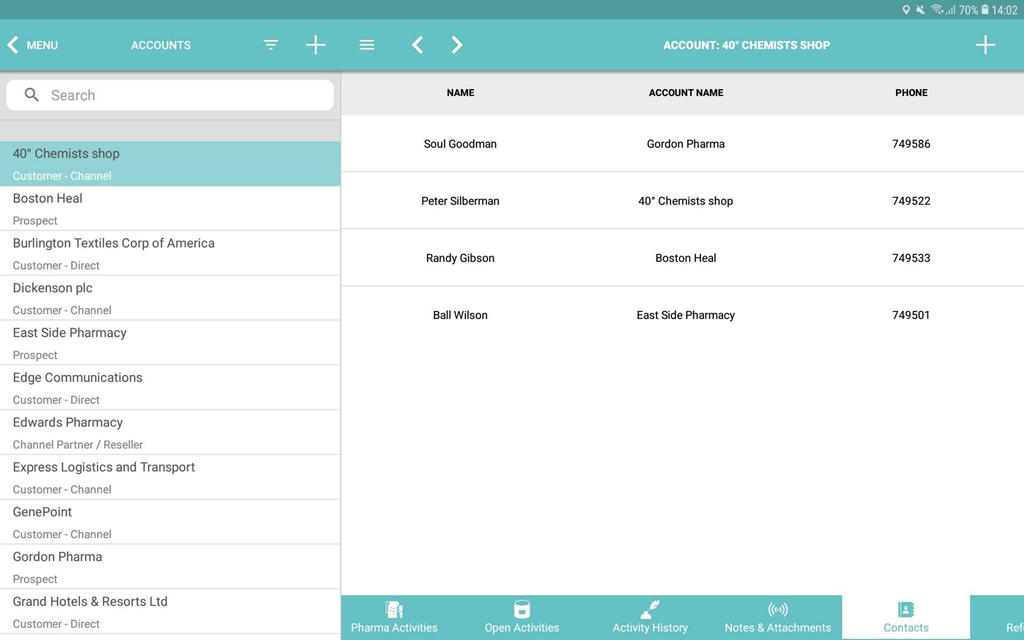 70% 14:02
MENU ACCOUNTS ACCOUNT: 40° CHEMISTS SHOP
Search
40° Chemists shop
Customer - Channel
Boston Heal
Prospect
Burlington Textiles Corp of America
Customer - Direct
Dickenson plc
Customer - Channel
East Side Pharmacy
Prospect
Edge Communications
Customer - Direct
Edwards Pharmacy
Channel Partner / Reseller
Express Logistics and Transport
Customer - Channel
GenePoint
Customer - Channel
Gordon Pharma
Prospect
Grand Hotels & Resorts Ltd
Customer - Direct
NAME ACCOUNT NAME PHONE
Soul Goodman Gordon Pharma 749586
Peter Silberman 40° Chemists shop 749522
Randy Gibson Boston Heal 749533
Ball Wilson East Side Pharmacy 749501
Pharma Activities Open Activities Activity History Notes & Attachments Contacts Ref